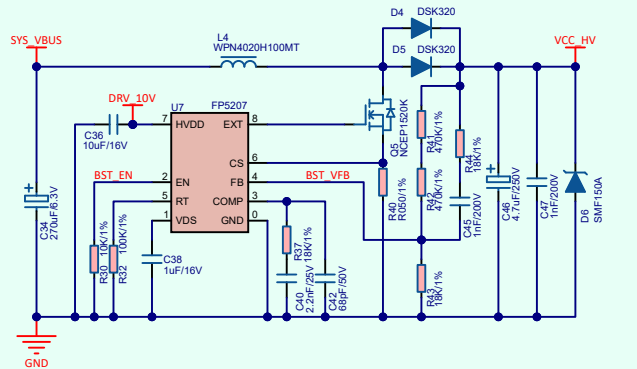 D4
DSK320
SYS_VBUS
L4
WPN4020H100MT
D5
DSK320
VCC_HV
DRV_10V
U7
FP5207
C36
10uF/16V
7
HVDD
EXT
8
Q5
NCEP1520K
R41
470K/1%
R44
18K/1%
CS
6
BST_EN
2
EN
FB
4
BST_VFB
5
RT
COMP
3
1
VDS
GND
0
R40
R050/1%
R42
470K/1%
C45
1nF/200V
C46
4.7uF/250V
C47
1nF/200V
D6
SMF150A
C34
270uF/6.3V
R30
10K/1%
R32
100K/1%
C38
1uF/16V
R37
18K/1%
C40
2.2nF/25V
C42
68pF/50V
R43
18K/1%
GND